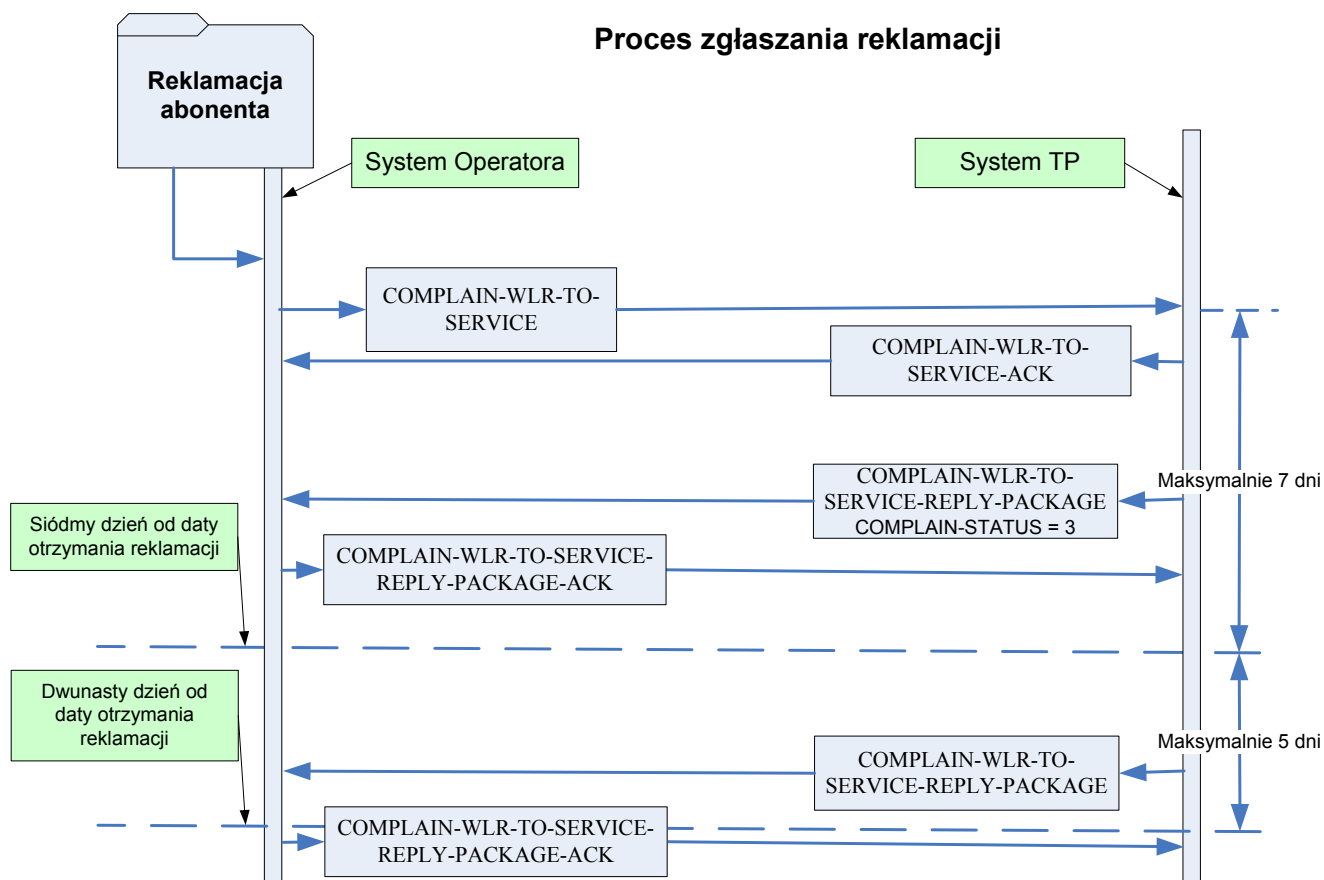 Proces zgłaszania reklamacji
Reklamacja
abonenta
System Operatora
System TP
COMPLAIN-WLR-TO-
SERVICE
COMPLAIN-WLR-TO-
SERVICE-ACK
COMPLAIN-WLR-TO-
SERVICE-REPLY-PACKAGE
COMPLAIN-STATUS = 3
Maksymalnie 7 dni
Siódmy dzień od daty
otrzymania reklamacji
COMPLAIN-WLR-TO-SERVICE-
REPLY-PACKAGE-ACK
Dwunasty dzień od
daty otrzymania
reklamacji
Maksymalnie 5 dni
COMPLAIN-WLR-TO-
SERVICE-REPLY-PACKAGE
COMPLAIN-WLR-TO-SERVICE-
REPLY-PACKAGE-ACK